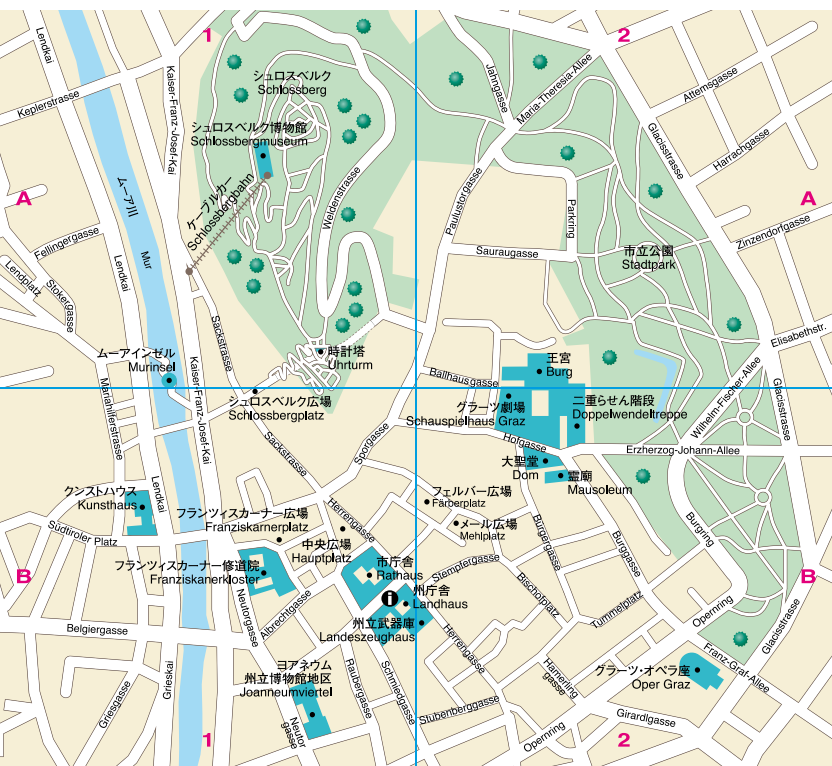 1
2
Lendkai
Keplerstrasse
Kaiser-Franz-Josef-Kai
シュロスベルク
Schlossberg
シュロスベルク博物館
Schlossbergmuseum
ケーブルカー
Schlossbergbahn
Weldenstrasse
Jahngasse
Maria-Theresia-Allee
Attemsgasse
Glacisstrasse
Harrachgasse
A
A
ムーア川
Mur
Fellingergasse
Lendplatz
Stokergasse
Lendkai
Paulustorgasse
Parkring
Sauraugasse
市立公園
Stadtpark
Zinzendorfgasse
Elisabethstr.
Sackstrasse
ムーアインゼル
Murinsel
時計塔
Uhrturm
王宮
Burg
Ballhausgasse
Mariahilferstrasse
Kaiser-Franz-Josef-Kai
シュロスベルク広場
Schlossbergplatz
グラーツ劇場
Schauspielhaus Graz
二重らせん階段
Doppelwendeltreppe
Wilhelm-Fischer-Allee
Glacisstrasse
Sackstrasse
Sporgasse
Hofgasse
Erzherzog-Johann-Allee
大聖堂
Dom
霊廟
Mausoleum
Lendkai
クンストハウス
Kunsthaus
フランツィスカーナー広場
Franziskarnerplatz
Herrengasse
フェルバー広場
Färberplatz
メール広場
Mehlplatz
Bürgergasse
Burggasse
Burgring
Südtiroler Platz
中央広場
Hauptplatz
B
B
フランツィスカーナー修道院
Franziskanerkloster
市庁舎
Rathaus
Stempfergasse
Bischofplatz
州庁舎
Landhaus
i
州立武器庫
Landeszeughaus
Neutorgasse
Albrechtgasse
Tummelplatz
Opernring
Glacisstrasse
Belgiergasse
Grieskai
Griesgasse
Herrengasse
Hamerling
gasse
Franz-Graf-Allee
グラーツ・オペラ座
Oper Graz
ヨアネウム
州立博物館地区
Joanneumviertel
Raubergasse
Schmiedgasse
Neutor
gasse
Stubenberggasse
Opernring
Girardigasse
1
2